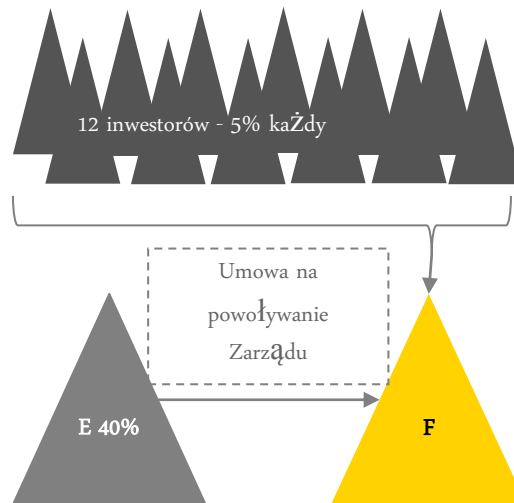 12 inwestorów - 5% każdy
Umowa na
powoływanie
Zarządu
E 40%
F